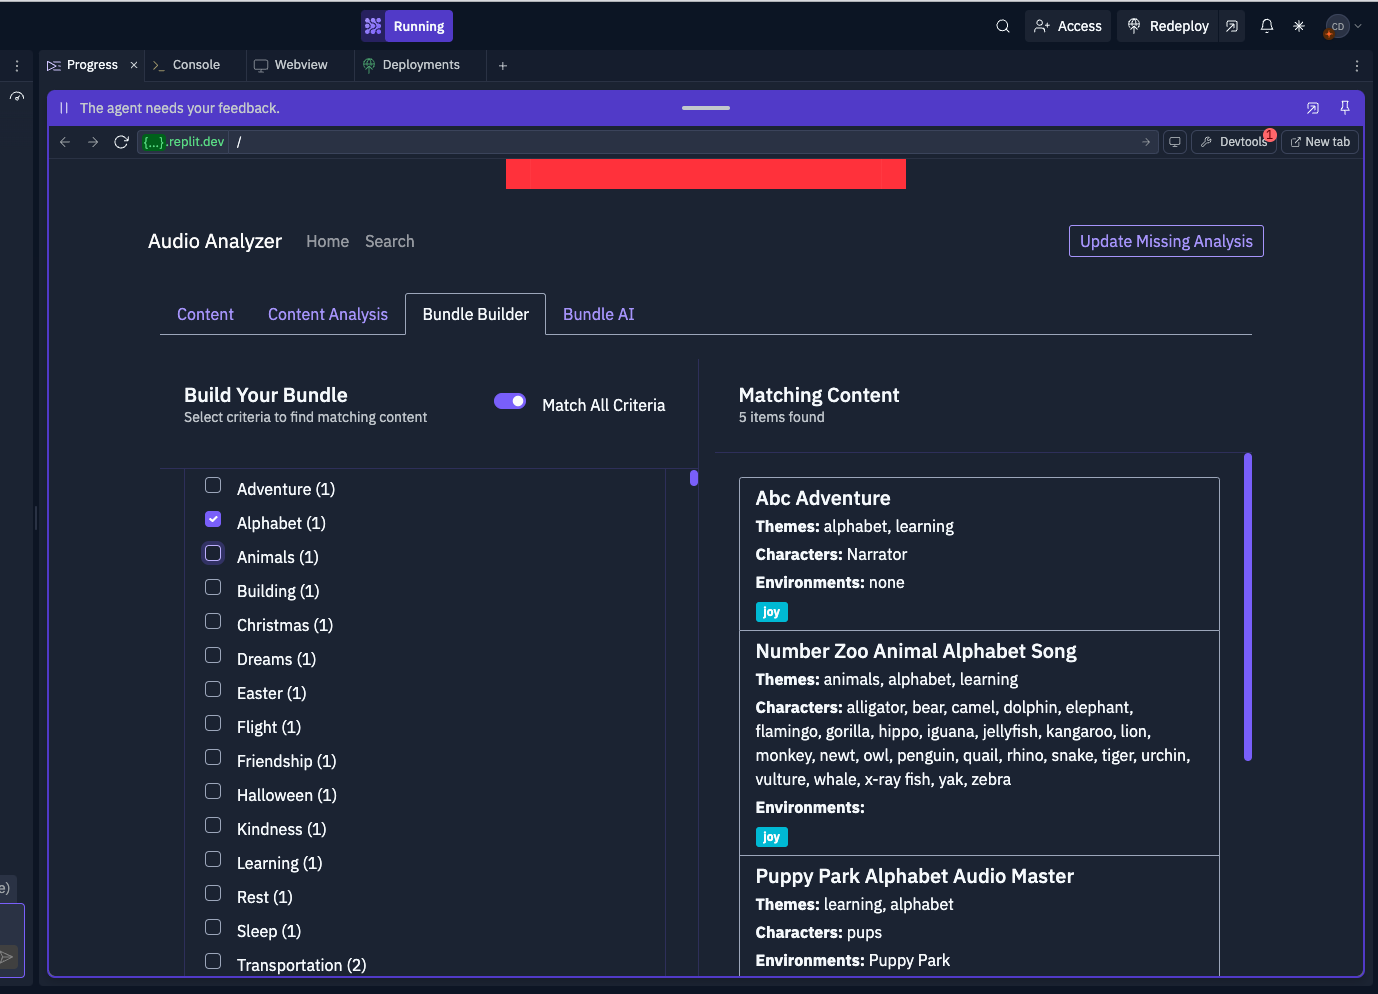 Running
Access
Redeploy
CD
Progress
Console
Webview
Deployments
The agent needs your feedback.
{...}.replit.dev
/
Devtools
1
New tab
Audio Analyzer
Home
Search
Update Missing Analysis
Content
Content Analysis
Bundle Builder
Bundle AI
Build Your Bundle
Select criteria to find matching content
Match All Criteria
Adventure (1)
Alphabet (1)
Animals (1)
Building (1)
Christmas (1)
Dreams (1)
Easter (1)
Flight (1)
Friendship (1)
Halloween (1)
Kindness (1)
Learning (1)
Rest (1)
Sleep (1)
Transportation (2)
Matching Content
5 items found
Abc Adventure
Themes: alphabet, learning
Characters: Narrator
Environments: none
joy
Number Zoo Animal Alphabet Song
Themes: animals, alphabet, learning
Characters: alligator, bear, camel, dolphin, elephant,
flamingo, gorilla, hippo, iguana, jellyfish, kangaroo, lion,
monkey, newt, owl, penguin, quail, rhino, snake, tiger, urchin,
vulture, whale, x-ray fish, yak, zebra
Environments:
joy
Puppy Park Alphabet Audio Master
Themes: learning, alphabet
Characters: pups
Environments: Puppy Park
e)